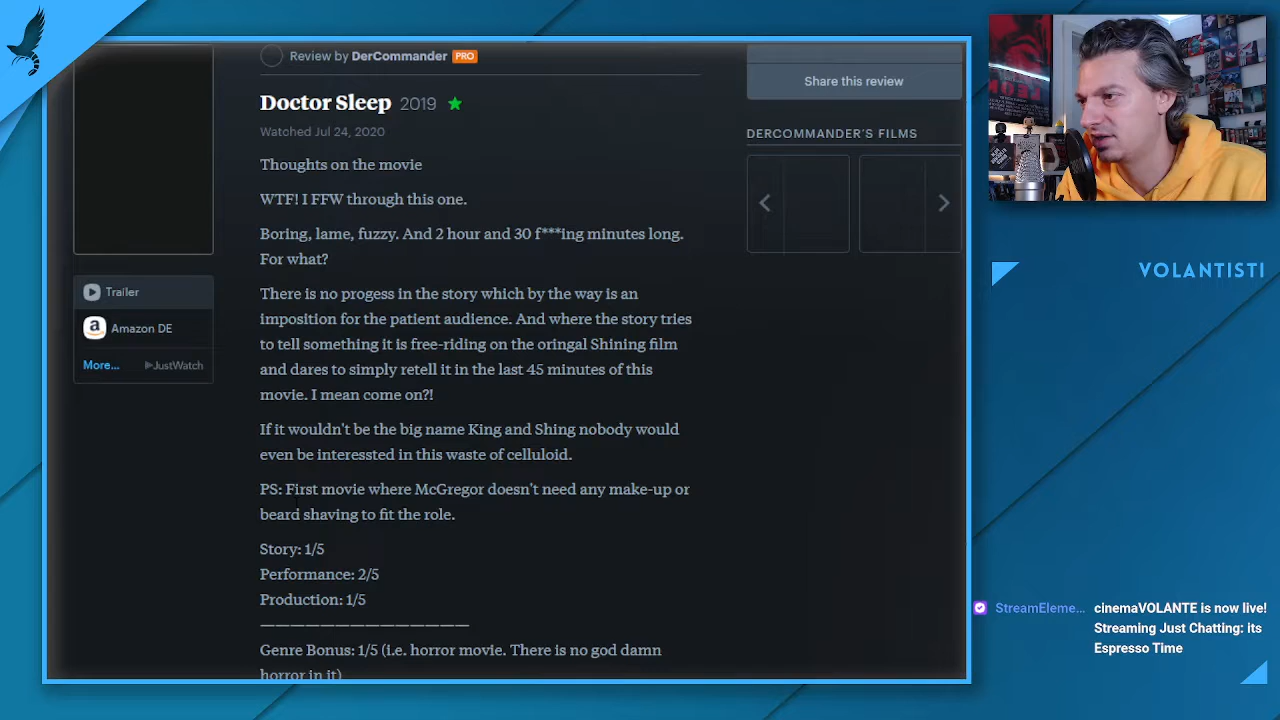 Review by DerCommander PRO
Share this review
Doctor Sleep 2019
Watched Jul 24, 2020
DERCOMMANDER'S FILMS
Thoughts on the movie
WTF! I FFW through this one.
Boring, lame, fuzzy. And 2 hour and 30 f***ing minutes long.
For what?
There is no progess in the story which by the way is an
imposition for the patient audience. And where the story tries
to tell something it is free-riding on the oringal Shining film
and dares to simply retell it in the last 45 minutes of this
movie. I mean come on?!
If it wouldn't be the big name King and Shing nobody would
even be interessted in this waste of celluloid.
PS: First movie where McGregor doesn't need any make-up or
beard shaving to fit the role.
Story: 1/5
Performance: 2/5
Production: 1/5
——————————————
Genre Bonus: 1/5 (i.e. horror movie. There is no god damn
horror in it)
Trailer
a Amazon DE
More...
JustWatch
VOLANTISTI
StreamEleme... cinemaVOLANTE is now live!
Streaming Just Chatting: its
Espresso Time